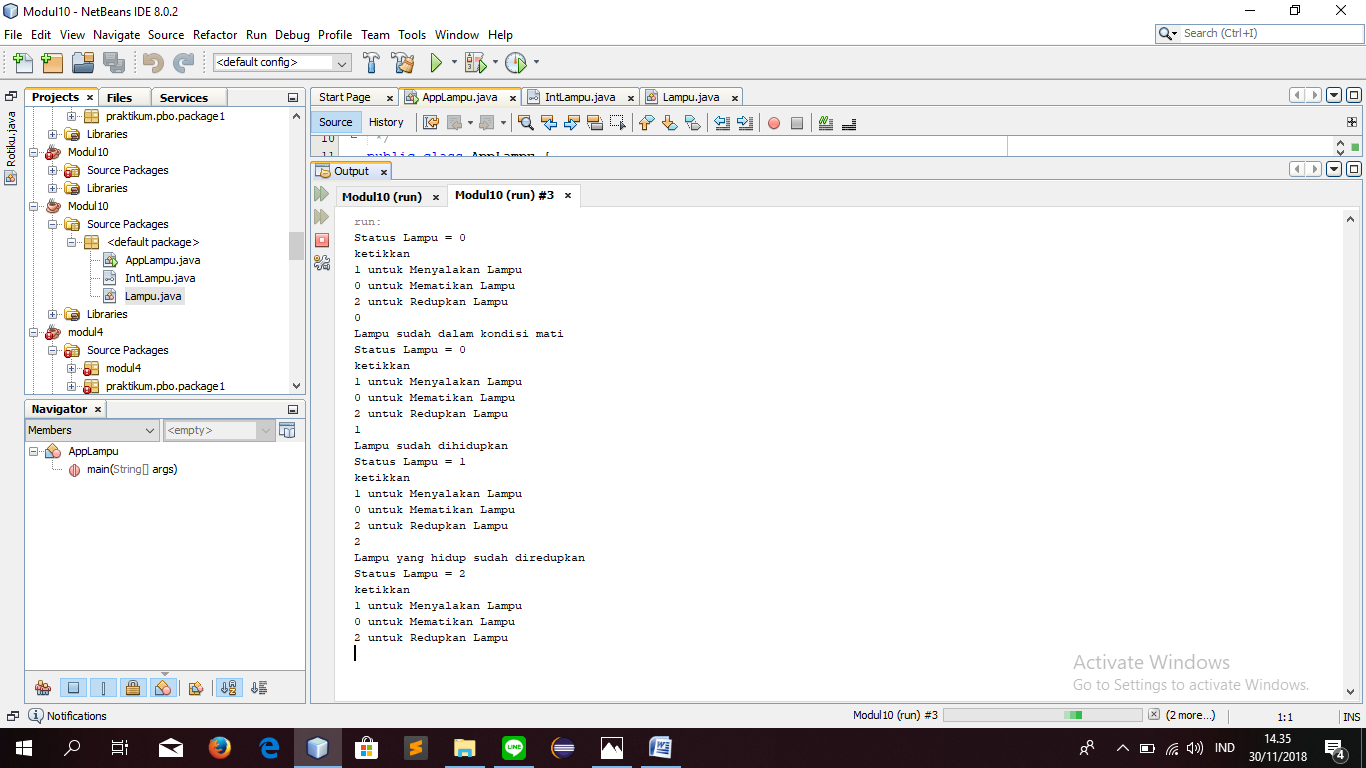 Modul10 - NetBeans IDE 8.0.2
File Edit View Navigate Source Refactor Run Debug Profile Team Tools Window Help
Search (Ctrl+I)
<default config>
Rotiku.java
Projects Files Services
praktikum.pbo.package1
Libraries
Modul10
Source Packages
Libraries
Modul10
Source Packages
<default package>
AppLampu.java
IntLampu.java
Lampu.java
Libraries
modul4
Source Packages
modul4
praktikum.pbo.package1
Navigator
Members <empty>
AppLampu
main(String[] args)
Start Page AppLampu.java IntLampu.java Lampu.java
Source History
10 */
11 public class AppLampu {
Output
Modul10 (run) Modul10 (run) #3
run:
Status Lampu = 0
ketikkan
1 untuk Menyalakan Lampu
0 untuk Mematikan Lampu
2 untuk Redupkan Lampu
0
Lampu sudah dalam kondisi mati
Status Lampu = 0
ketikkan
1 untuk Menyalakan Lampu
0 untuk Mematikan Lampu
2 untuk Redupkan Lampu
1
Lampu sudah dihidupkan
Status Lampu = 1
ketikkan
1 untuk Menyalakan Lampu
0 untuk Mematikan Lampu
2 untuk Redupkan Lampu
2
Lampu yang hidup sudah diredupkan
Status Lampu = 2
ketikkan
1 untuk Menyalakan Lampu
0 untuk Mematikan Lampu
2 untuk Redupkan Lampu
Activate Windows
Go to Settings to activate Windows.
Notifications
Modul10 (run) #3 (2 more...) 1:1 INS
LINE
IND
14.35
30/11/2018
4